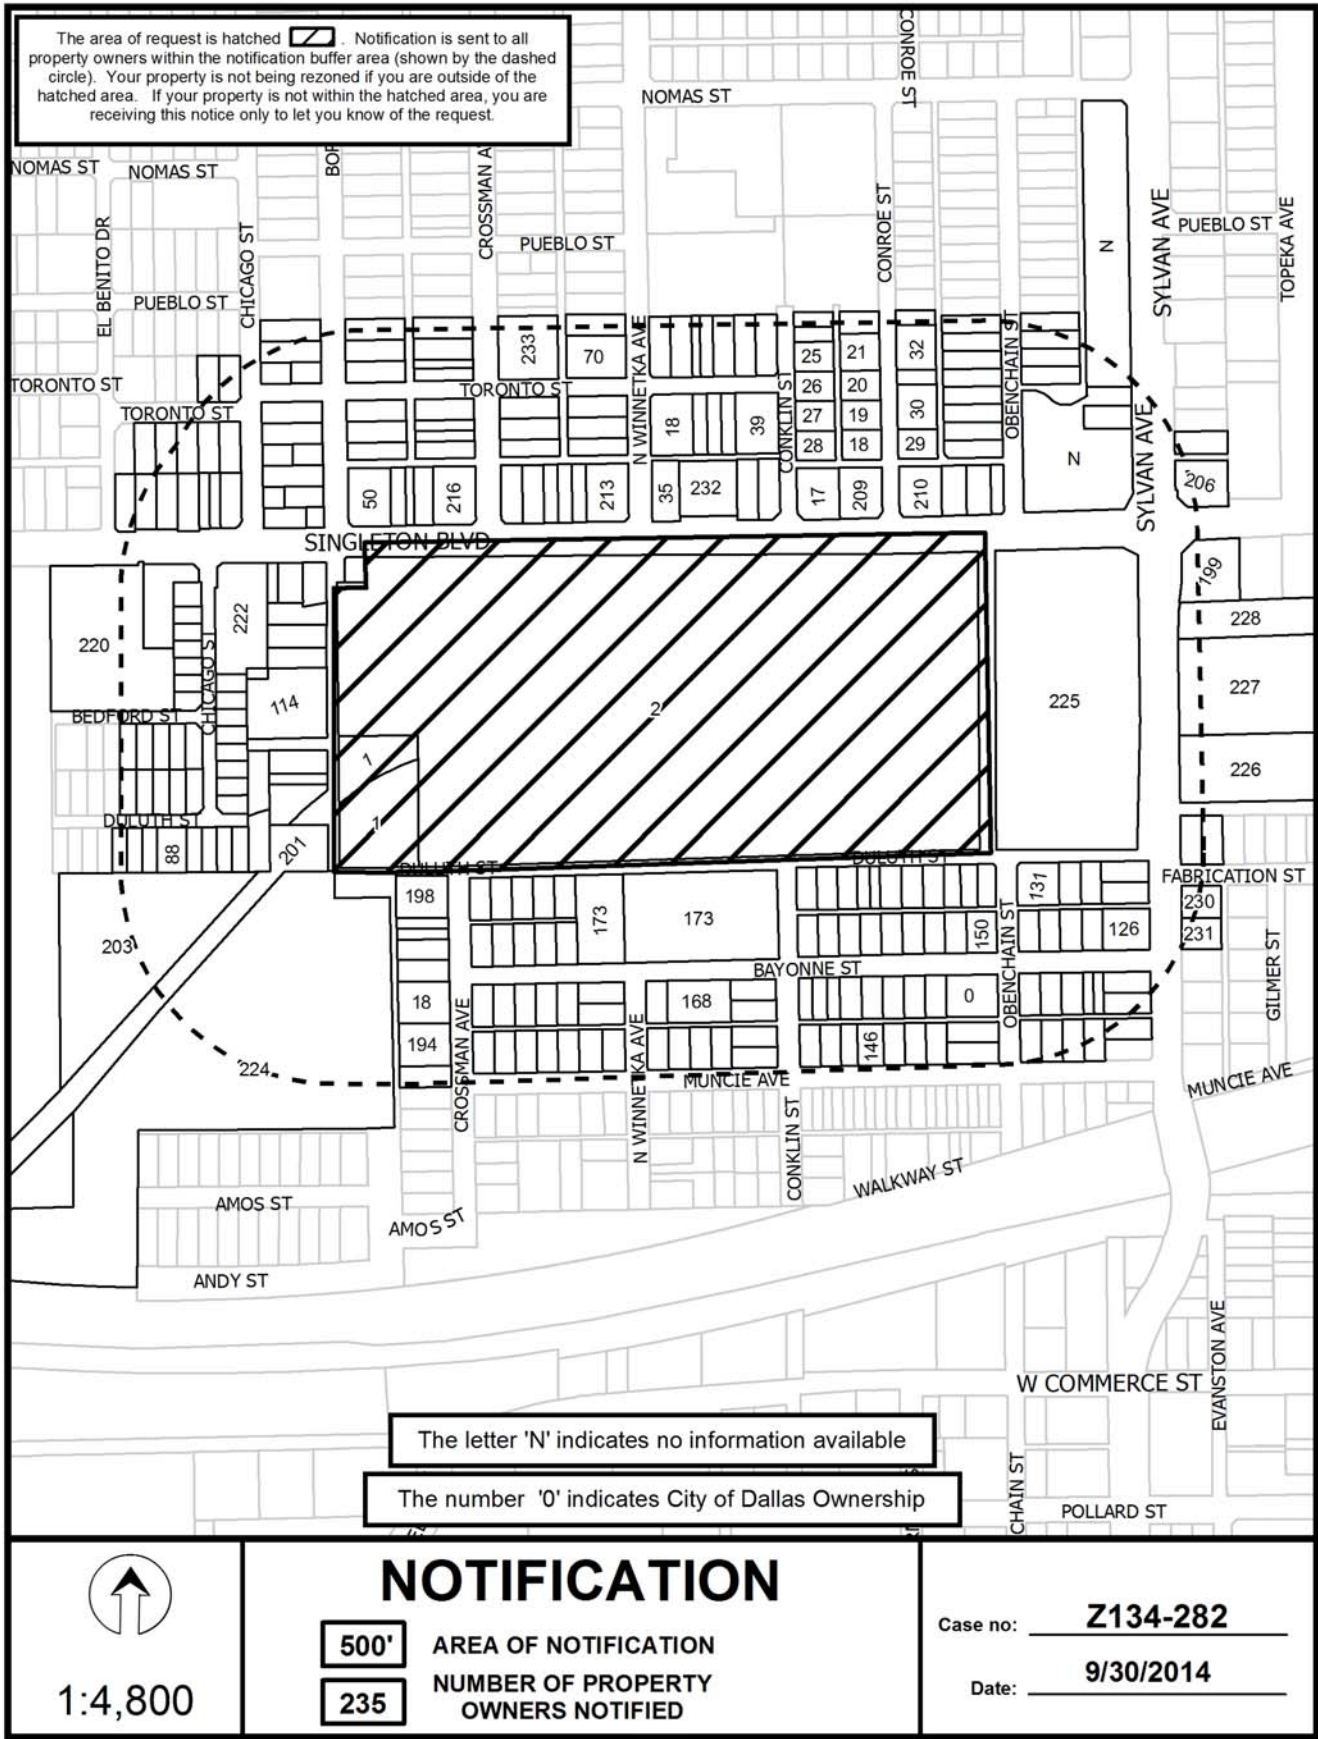 The area of request is hatched . Notification is sent to all
property owners within the notification buffer area (shown by the dashed
circle). Your property is not being rezoned if you are outside of the
hatched area. If your property is not within the hatched area, you are
receiving this notice only to let you know of the request.
CONROE ST
NOMAS ST
NOMAS ST
NOMAS ST
BOR
CROSSMAN A
CONROE ST
SYLVAN AVE
PUEBLO ST
TOPEKA AVE
EL BENITO DR
CHICAGO ST
PUEBLO ST
N
PUEBLO ST
233
70
N WINNETKA AVE
25
21
32
OBENCHAIN ST
TORONTO ST
TORONTO ST
26
20
CONKLIN ST
TORONTO ST
18
39
27
19
30
28
18
29
N
SYLVAN AVE
206
50
216
213
35
232
17
209
210
SINGLETON BLVD
199
220
222
CHICAGO ST
228
114
2
225
227
BEDFORD ST
1
226
1
DULUTH ST
88
201
DULUTH ST
DULUTH ST
FABRICATION ST
198
173
173
131
230
150
126
231
203
BAYONNE ST
OBENCHAIN ST
GILMER ST
18
168
0
CROSSMAN AVE
N WINNETKA AVE
194
146
224
MUNCIE AVE
MUNCIE AVE
CONKLIN ST
WALKWAY ST
AMOS ST
AMOS ST
ANDY ST
EVANSTON AVE
W COMMERCE ST
The letter 'N' indicates no information available
The number '0' indicates City of Dallas Ownership
CHAIN ST
POLLARD ST
1:4,800
NOTIFICATION
500' AREA OF NOTIFICATION
235 NUMBER OF PROPERTY
OWNERS NOTIFIED
Case no: Z134-282
Date: 9/30/2014